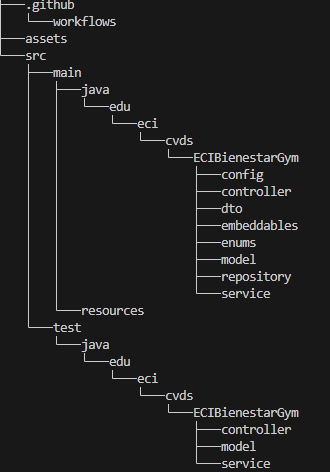 .github
workflows
assets
src
main
java
edu
eci
cvds
ECIBienestarGym
config
controller
dto
embeddables
enums
model
repository
service
resources
test
java
edu
eci
cvds
ECIBienestarGym
controller
model
service